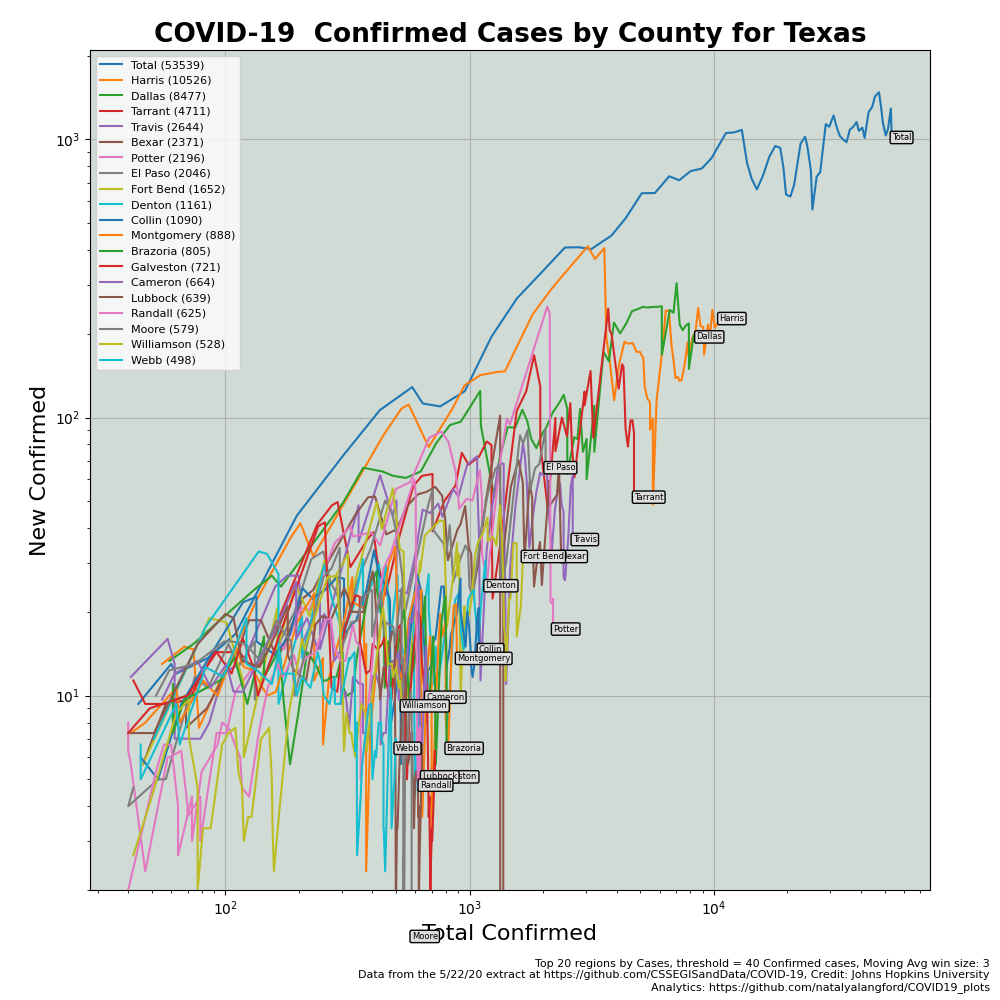 COVID-19  Confirmed Cases by County for Texas
Total (53539)
Harris (10526)
Dallas (8477)
Tarrant (4711)
Travis (2644)
Bexar (2371)
Potter (2196)
El Paso (2046)
Fort Bend (1652)
Denton (1161)
Collin (1090)
Montgomery (888)
Brazoria (805)
Galveston (721)
Cameron (664)
Lubbock (639)
Randall (625)
Moore (579)
Williamson (528)
Webb (498)
New Confirmed
10³
10²
10¹
Total
Harris
Dallas
El Paso
Tarrant
Travis
Fort Bend
exar
Denton
Potter
Collin
Montgomery
Cameron
Williamson
Webb
Brazoria
Lubbock
ston
Randall
Moore
10²
10³
10⁴
Total Confirmed
Top 20 regions by Cases, threshold = 40 Confirmed cases, Moving Avg win size: 3
Data from the 5/22/20 extract at https://github.com/CSSEGISandData/COVID-19, Credit: Johns Hopkins University
Analytics: https://github.com/natalyalangford/COVID19_plots